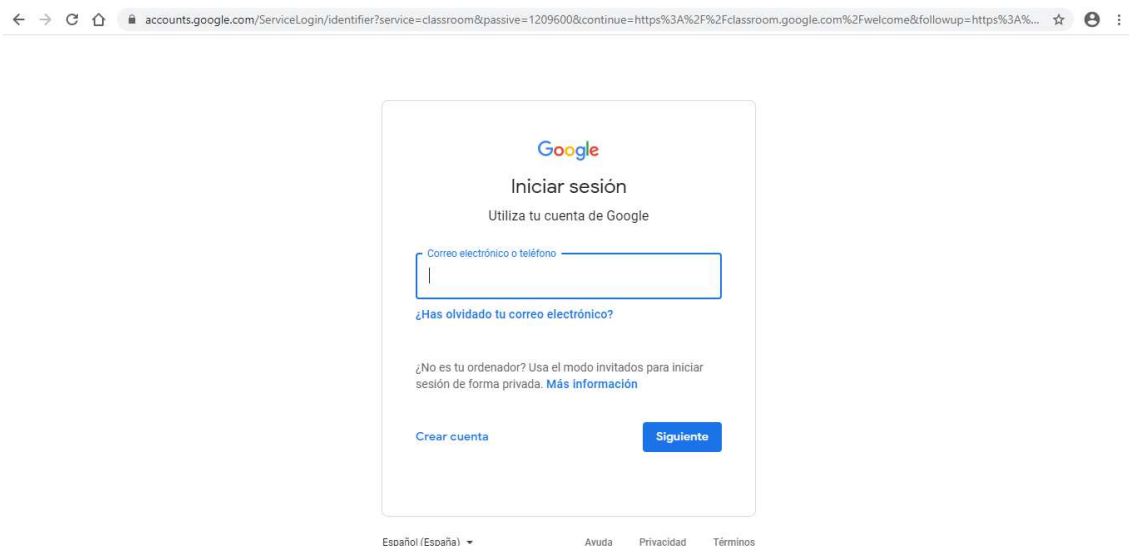 accounts.google.com/ServiceLogin/identifier?service=classroom&passive=1209600&continue=https%3A%2F%2Fclassroom.google.com%2Fwelcome&followup=https%3A%...
Google
Iniciar sesión
Utiliza tu cuenta de Google
Correo electrónico o teléfono
¿Has olvidado tu correo electrónico?
¿No es tu ordenador? Usa el modo invitados para iniciar
sesión de forma privada. Más información
Crear cuenta Siguiente
Español (España) Ayuda Privacidad Términos